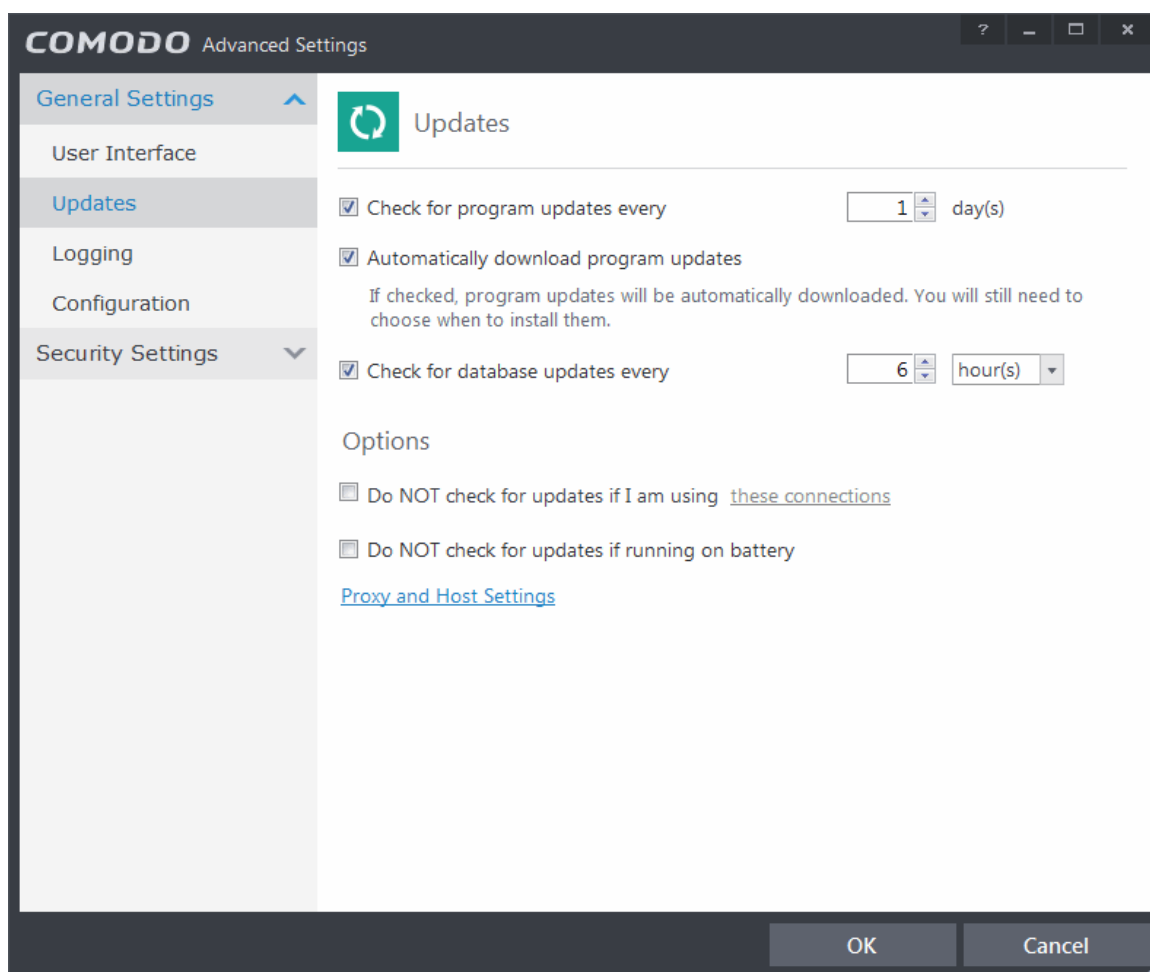 COMODO Advanced Settings
?
General Settings
User Interface
Updates
Logging
Configuration
Security Settings
Updates
Check for program updates every 1 day(s)
Automatically download program updates
If checked, program updates will be automatically downloaded. You will still need to
choose when to install them.
Check for database updates every 6 hour(s)
Options
Do NOT check for updates if I am using these connections
Do NOT check for updates if running on battery
Proxy and Host Settings
OK Cancel